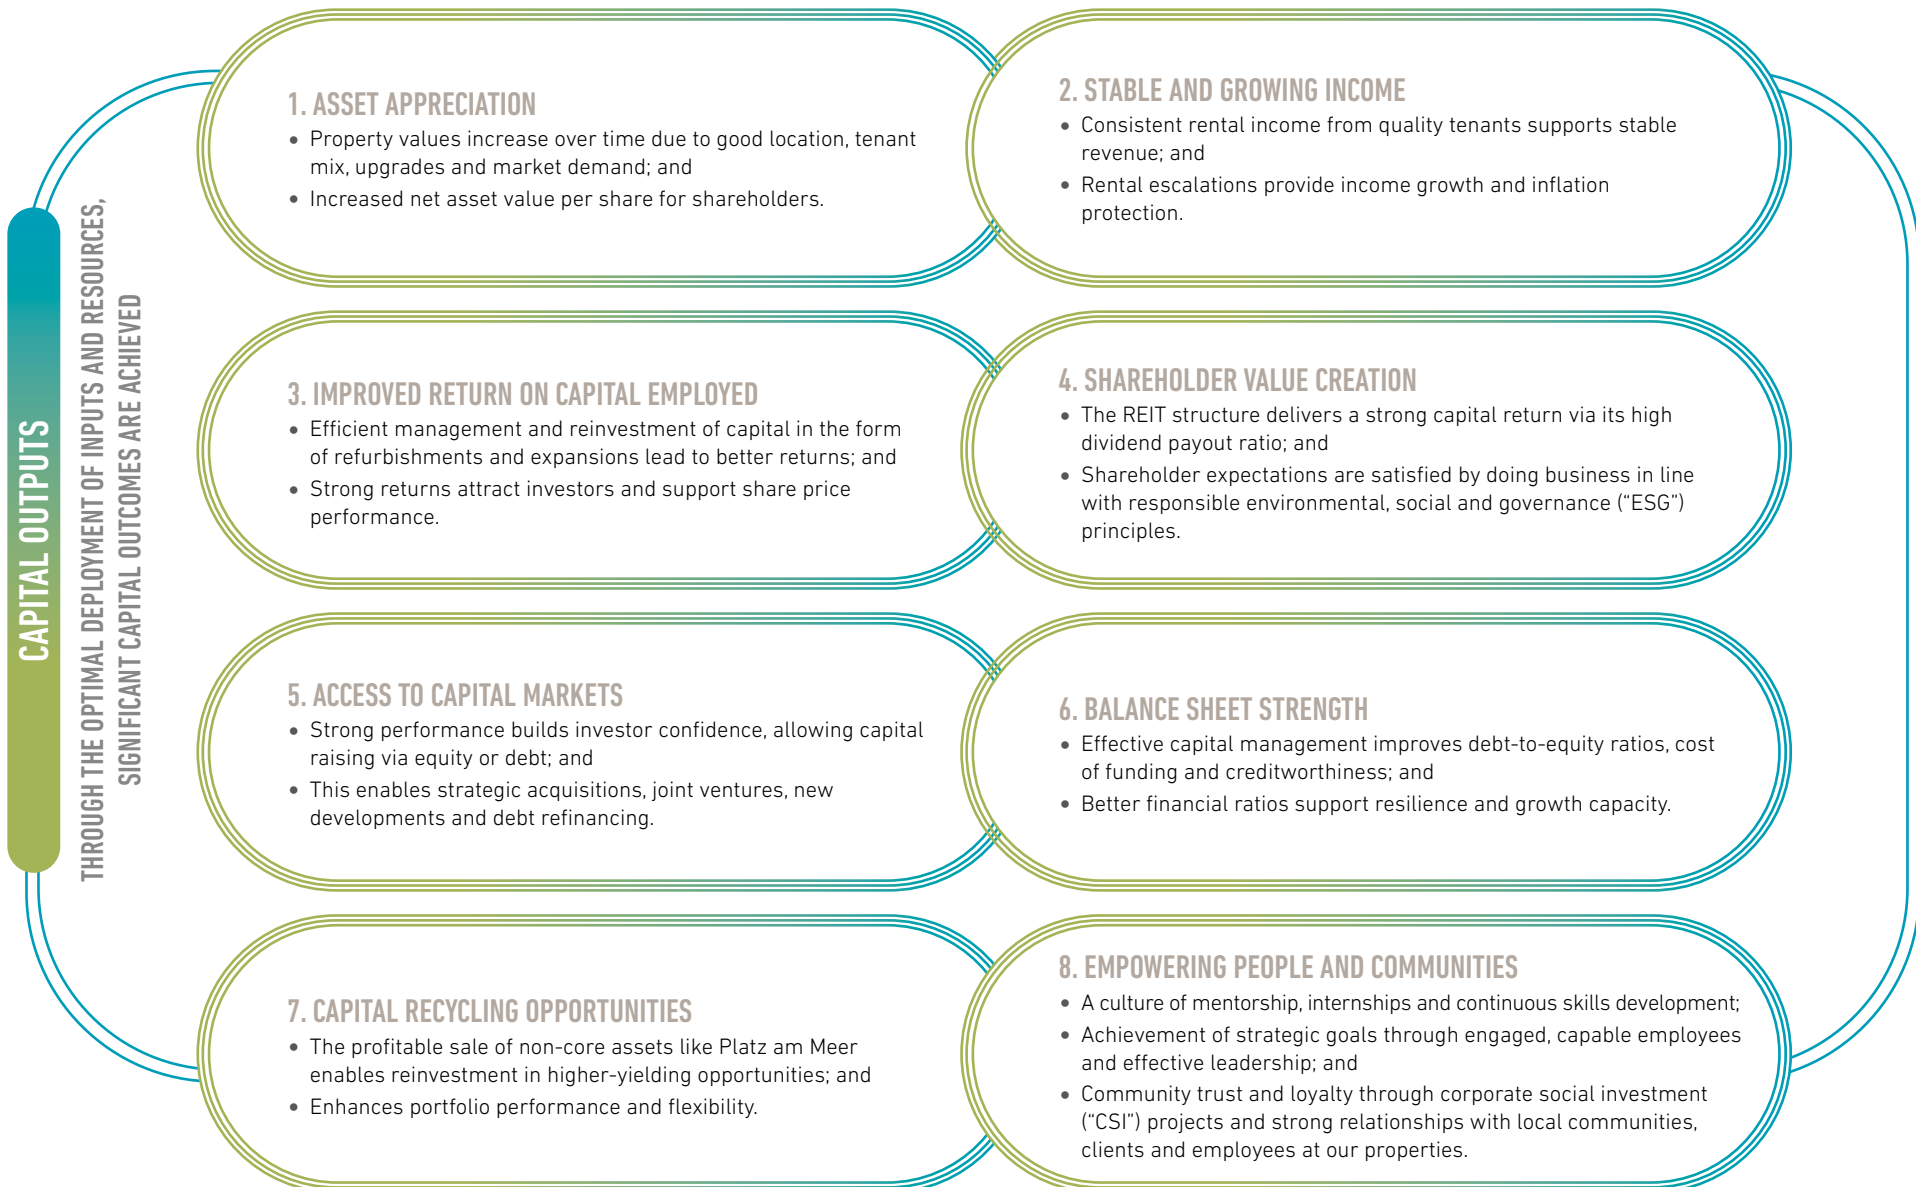 CAPITAL OUTPUTS
THROUGH THE OPTIMAL DEPLOYMENT OF INPUTS AND RESOURCES,
SIGNIFICANT CAPITAL OUTCOMES ARE ACHIEVED
1. ASSET APPRECIATION
• Property values increase over time due to good location, tenant
mix, upgrades and market demand; and
• Increased net asset value per share for shareholders.
2. STABLE AND GROWING INCOME
• Consistent rental income from quality tenants supports stable
revenue; and
• Rental escalations provide income growth and inflation
protection.
3. IMPROVED RETURN ON CAPITAL EMPLOYED
• Efficient management and reinvestment of capital in the form
of refurbishments and expansions lead to better returns; and
• Strong returns attract investors and support share price
performance.
4. SHAREHOLDER VALUE CREATION
• The REIT structure delivers a strong capital return via its high
dividend payout ratio; and
• Shareholder expectations are satisfied by doing business in line
with responsible environmental, social and governance (“ESG”)
principles.
5. ACCESS TO CAPITAL MARKETS
• Strong performance builds investor confidence, allowing capital
raising via equity or debt; and
• This enables strategic acquisitions, joint ventures, new
developments and debt refinancing.
6. BALANCE SHEET STRENGTH
• Effective capital management improves debt-to-equity ratios, cost
of funding and creditworthiness; and
• Better financial ratios support resilience and growth capacity.
7. CAPITAL RECYCLING OPPORTUNITIES
• The profitable sale of non-core assets like Platz am Meer
enables reinvestment in higher-yielding opportunities; and
• Enhances portfolio performance and flexibility.
8. EMPOWERING PEOPLE AND COMMUNITIES
• A culture of mentorship, internships and continuous skills development;
• Achievement of strategic goals through engaged, capable employees
and effective leadership; and
• Community trust and loyalty through corporate social investment
(“CSI”) projects and strong relationships with local communities,
clients and employees at our properties.